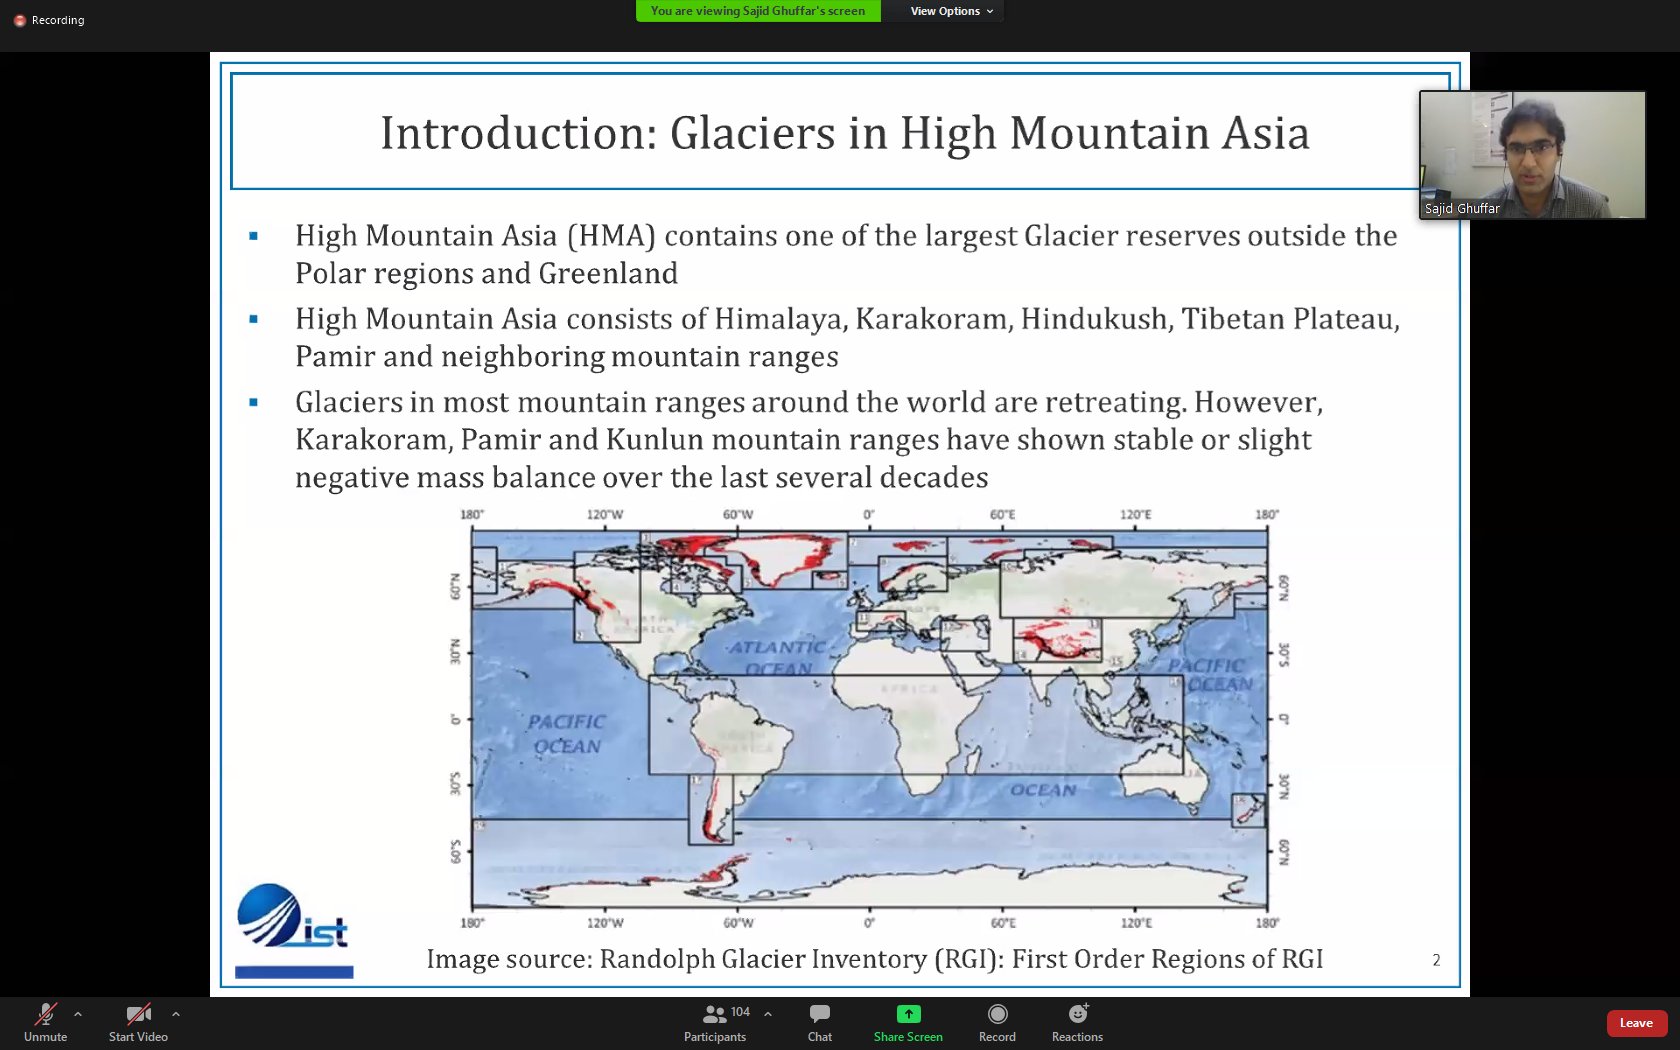 Recording
You are viewing Sajid Ghuffar's screen
View Options
Introduction: Glaciers in High Mountain Asia
Sajid Ghuffar
High Mountain Asia (HMA) contains one of the largest Glacier reserves outside the
Polar regions and Greenland
High Mountain Asia consists of Himalaya, Karakoram, Hindukush, Tibetan Plateau,
Pamir and neighboring mountain ranges
Glaciers in most mountain ranges around the world are retreating. However,
Karakoram, Pamir and Kunlun mountain ranges have shown stable or slight
negative mass balance over the last several decades
180° 120°W 60°W 0° 60°E 120°E 180°
60°N 60°N
30°N 30°S
ATLANTIC
OCEAN
PACIFIC
OCEAN
AFRICA
0° 0°
PACIFIC
OCEAN
30°S 30°N
OCEAN
60°S 60°N
180° 120°W 60°W 0° 60°E 120°E 180°
ist
Image source: Randolph Glacier Inventory (RGI): First Order Regions of RGI
2
Unmute
Start Video
104
Participants
Chat
Share Screen
Record
Reactions
Leave